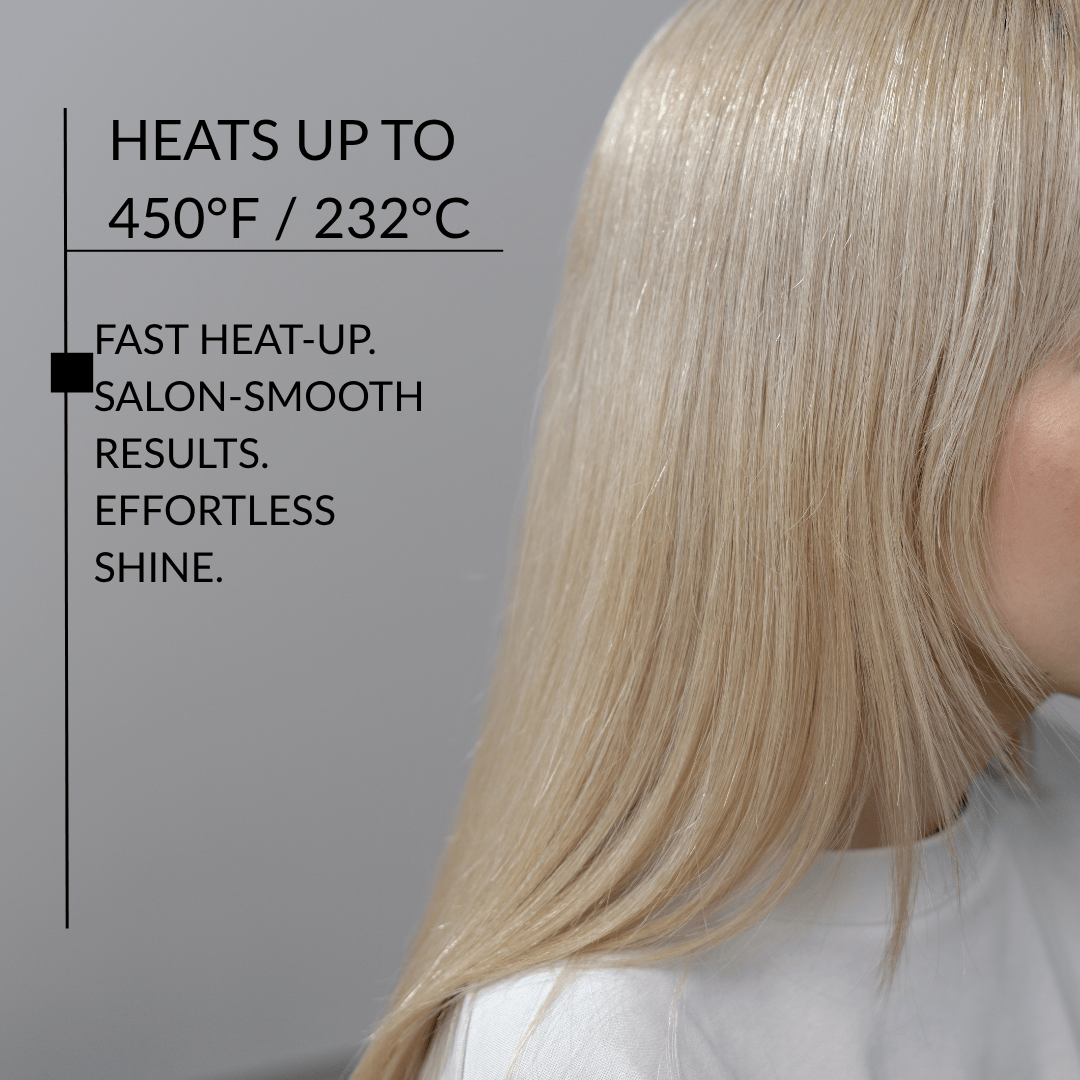 HEATS UP TO
450°F / 232°C
FAST HEAT-UP.
SALON-SMOOTH
RESULTS.
EFFORTLESS
SHINE.